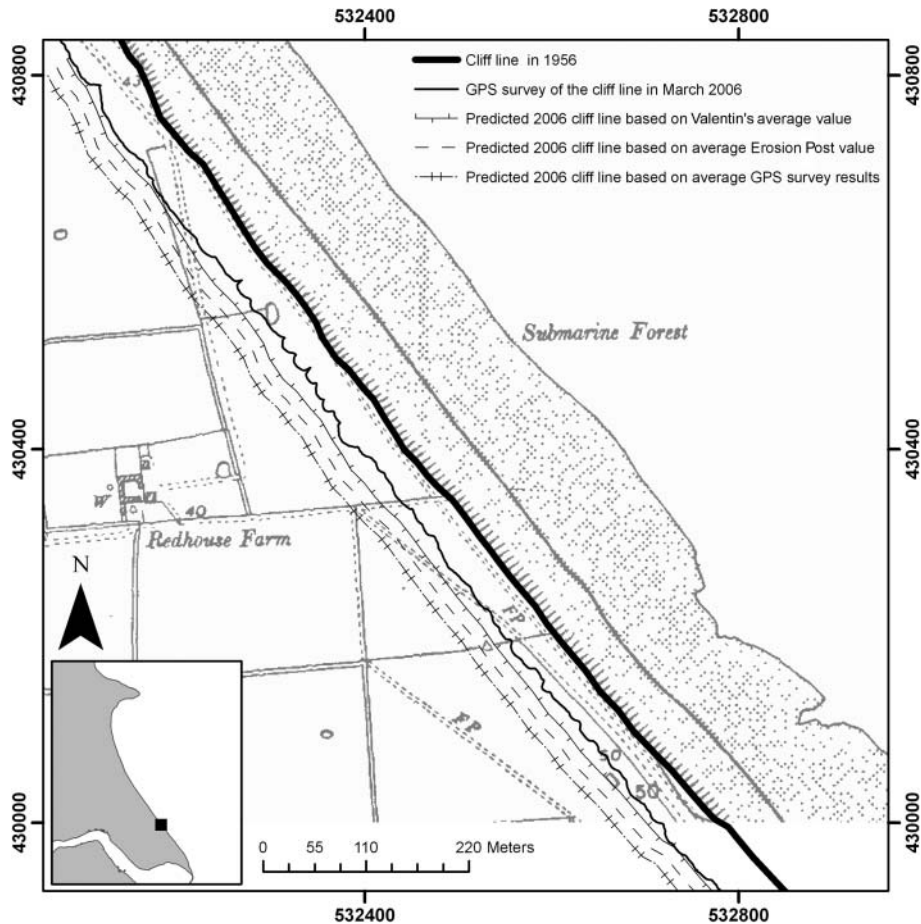 532400
532800
430800
430800
Cliff line in 1956
GPS survey of the cliff line in March 2006
Predicted 2006 cliff line based on Valentin's average value
Predicted 2006 cliff line based on average Erosion Post value
Predicted 2006 cliff line based on average GPS survey results
43
Submarine Forest
430400
430400
W
40
Redhouse Farm
N
FP
FP
50
50
430000
430000
0
55
110
220 Meters
532400
532800